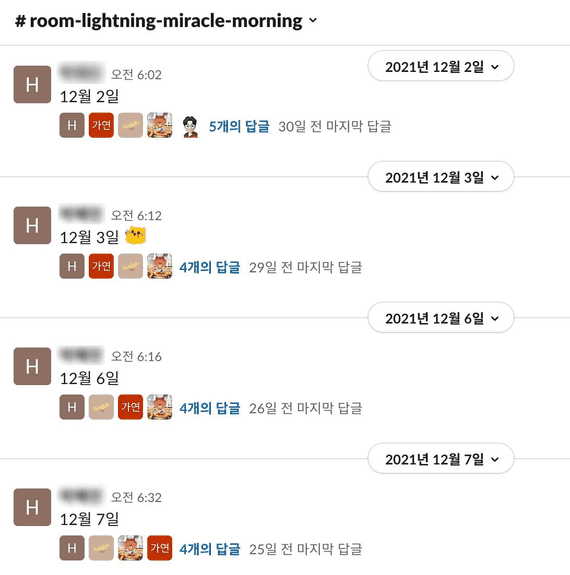 # room-lightning-miracle-morning
2021년 12월 2일
H 오전 6:02
12월 2일
H 가연 5개의 답글 30일 전 마지막 답글
2021년 12월 3일
H 오전 6:12
12월 3일
H 가연 4개의 답글 29일 전 마지막 답글
2021년 12월 6일
H 오전 6:16
12월 6일
H 가연 4개의 답글 26일 전 마지막 답글
2021년 12월 7일
H 오전 6:32
12월 7일
H 가연 4개의 답글 25일 전 마지막 답글